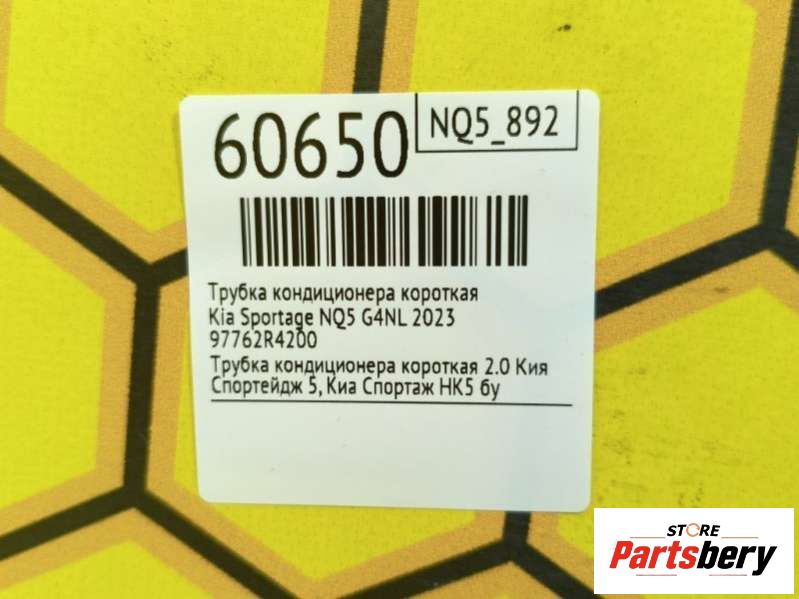 60650
NQ5_892
Трубка кондиционера короткая
Kia Sportage NQ5 G4NL 2023
97762R4200
Трубка кондиционера короткая 2.0 Кия
Спортейдж 5, Киа Спортаж НК5 бу
STORE
Partsbery